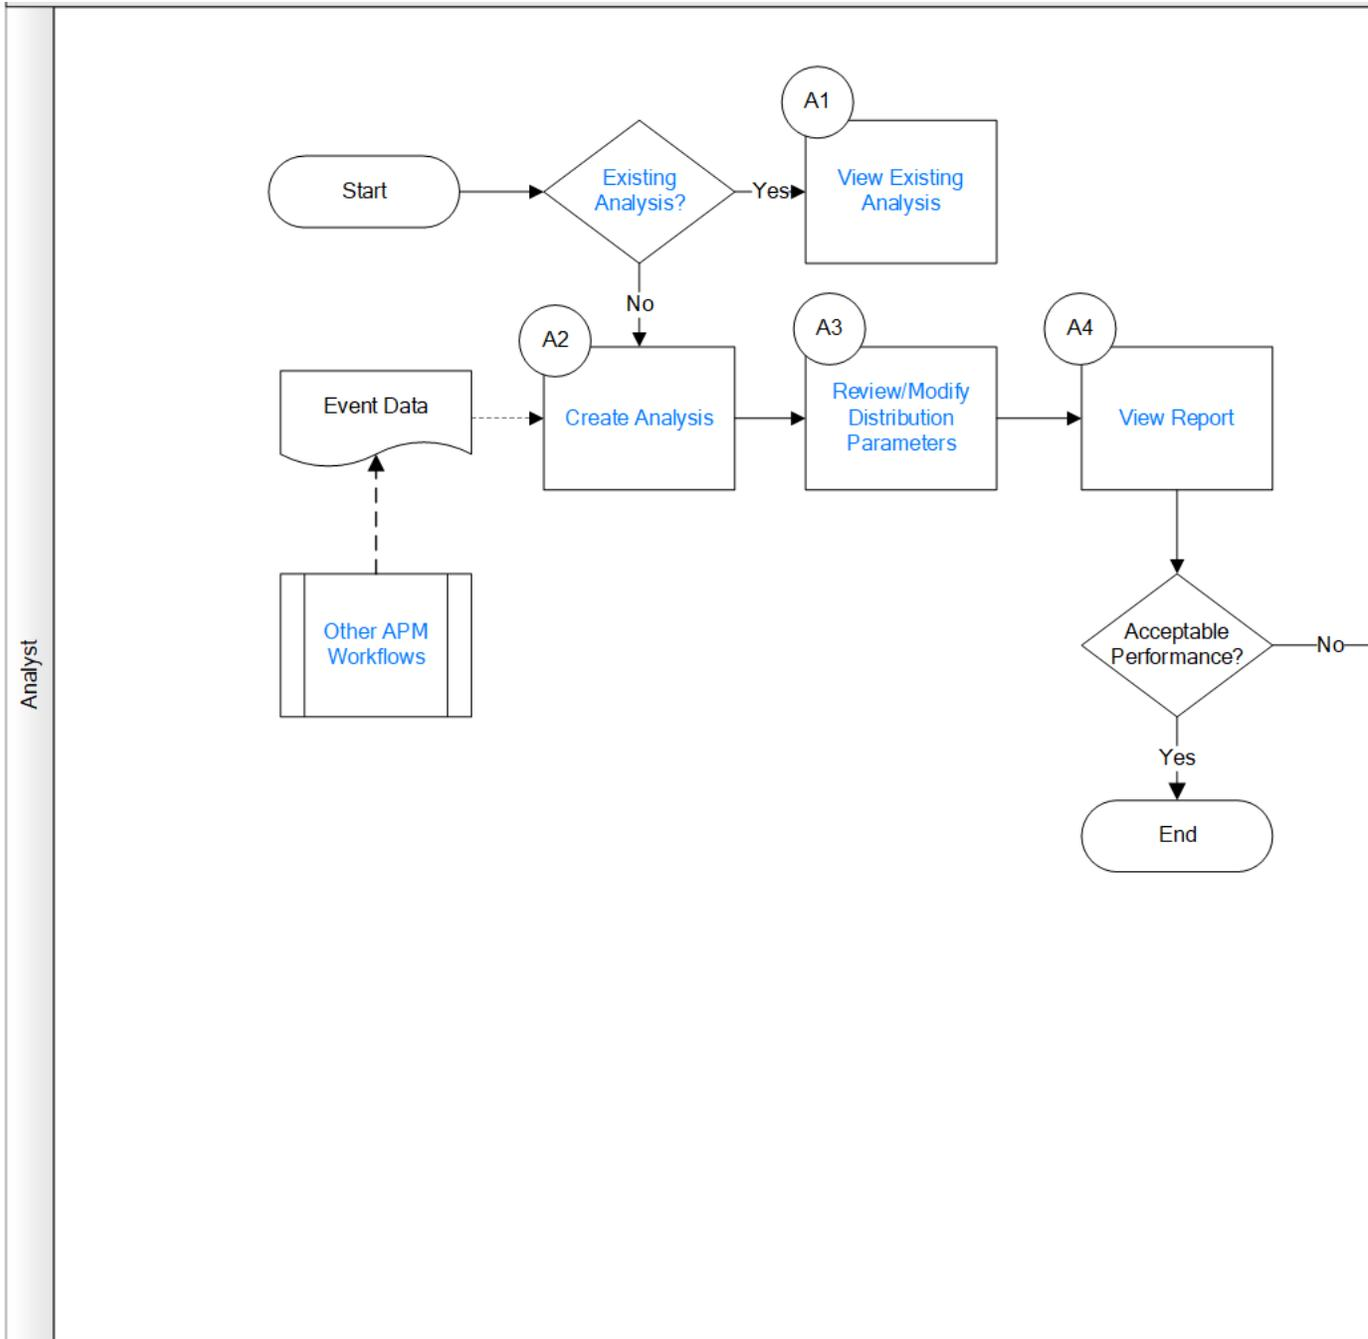 A1
Start
Existing
Analysis?
Yes
View Existing
Analysis
No
A2
A3
A4
Event Data
Create Analysis
Review/Modify
Distribution
Parameters
View Report
Other APM
Workflows
Analyst
Acceptable
Performance?
No
Yes
End